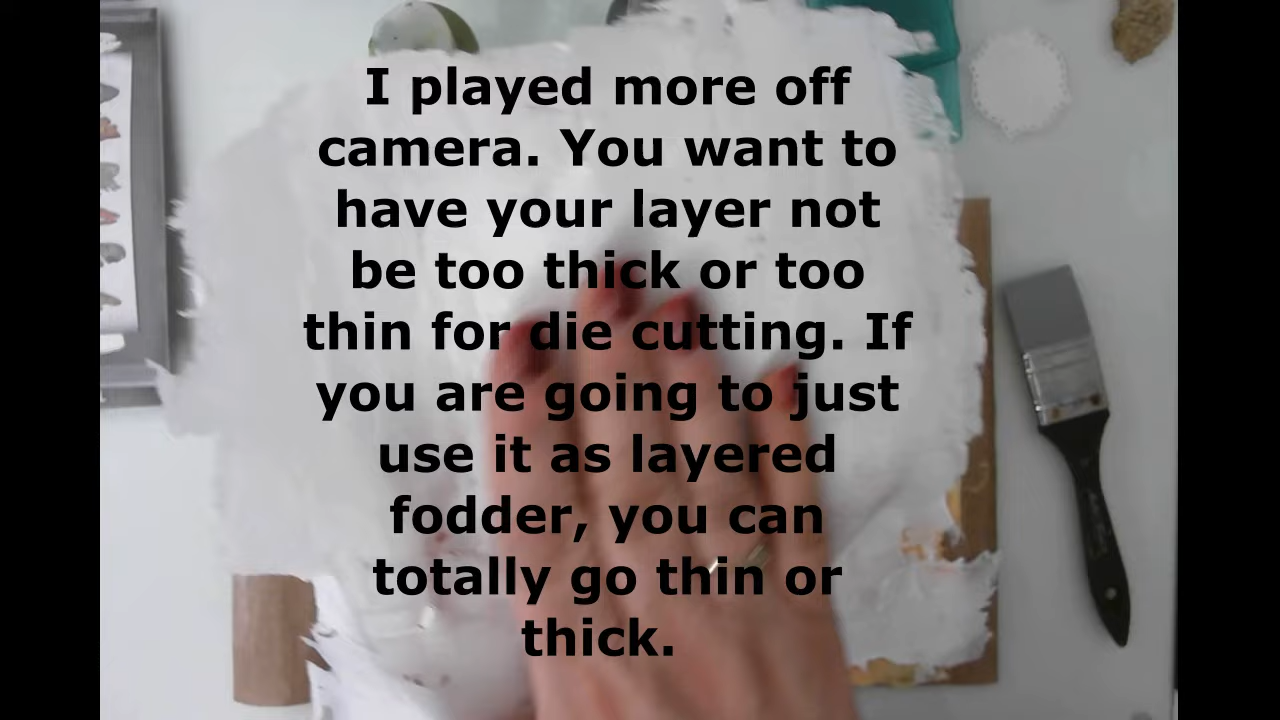 I played more off
camera. You want to
have your layer not
be too thick or too
thin for die cutting. If
you are going to just
use it as layered
fodder, you can
totally go thin or
thick.